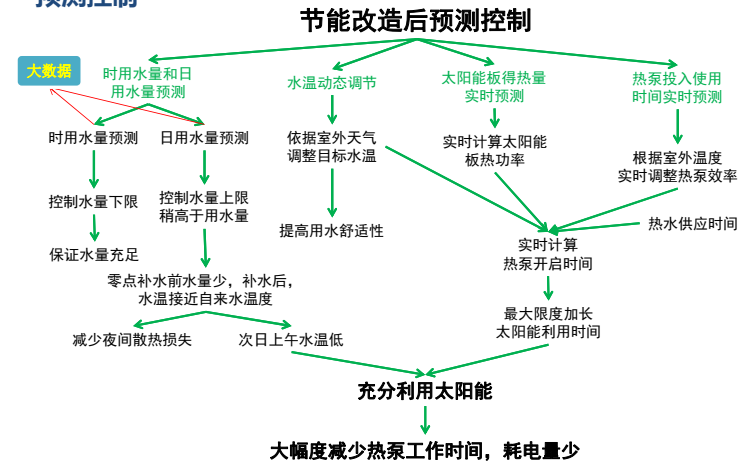 预测控制
节能改造后预测控制
大数据
时用水量和日
用水量预测
水温动态调节
太阳能板得热量
实时预测
热泵投入使用
时间实时预测
时用水量预测
日用水量预测
依据室外天气
调整目标水温
实时计算太阳能
板热功率
根据室外温度
实时调整热泵效率
控制水量下限
控制水量上限
稍高于用水量
提高用水舒适性
热水供应时间
保证水量充足
实时计算
热泵开启时间
零点补水前水量少，补水后，
水温接近自来水温度
最大限度加长
太阳能利用时间
减少夜间散热损失
次日上午水温低
充分利用太阳能
大幅度减少热泵工作时间，耗电量少